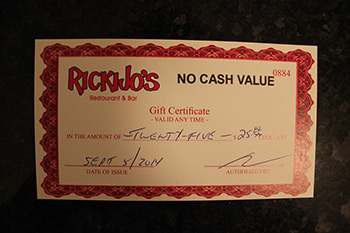 RICKIJO'S
Restaurant & Bar
NO CASH VALUE
0884
Gift Certificate
- VALID ANY TIME -
IN THE AMOUNT OF -TWENTY-FIVE- $25
SEPT 5/2014
DATE OF ISSUE